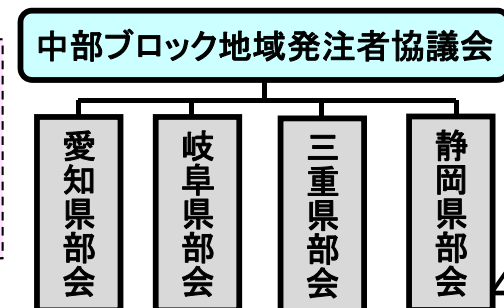 中部ブロック地域発注者協議会
愛知県部会
岐阜県部会
三重県部会
静岡県部会